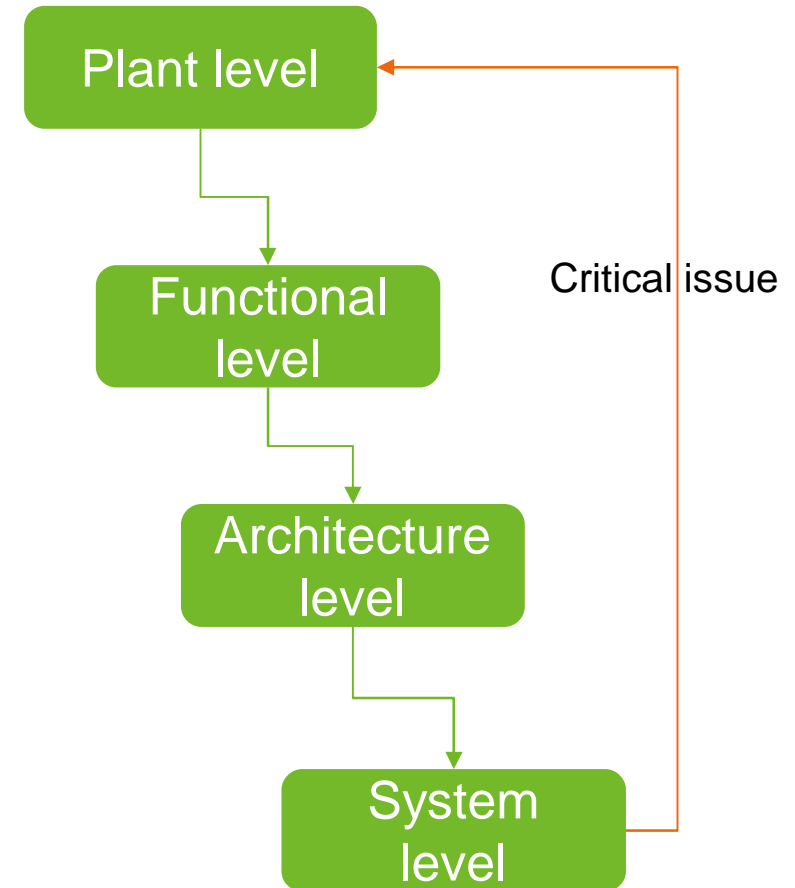 Plant level
Functional
level
Critical issue
Architecture
level
System
level